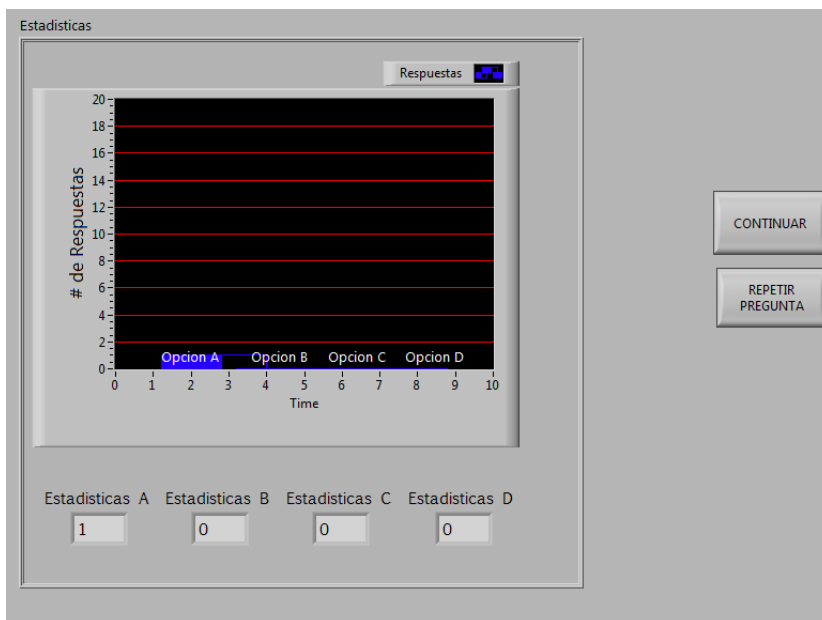 Estadisticas
Respuestas
# de Respuestas
20
18
16
14
12
10
8
6
4
2
0
Opcion A Opcion B Opcion C Opcion D
0 1 2 3 4 5 6 7 8 9 10
Time
CONTINUAR
REPETIR
PREGUNTA
Estadisticas A Estadisticas B Estadisticas C Estadisticas D
1 0 0 0